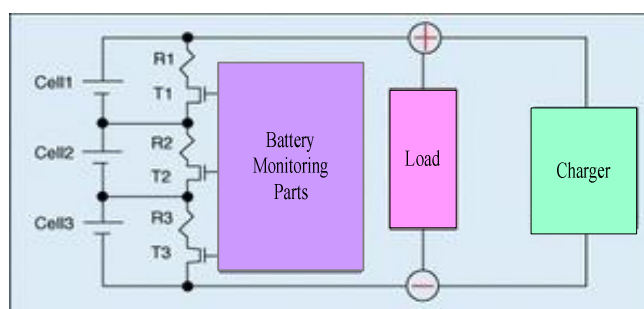 R1
Cell1
T1
R2
Cell2
T2
R3
Cell3
T3
Battery
Monitoring
Parts
+
Load
−
Charger